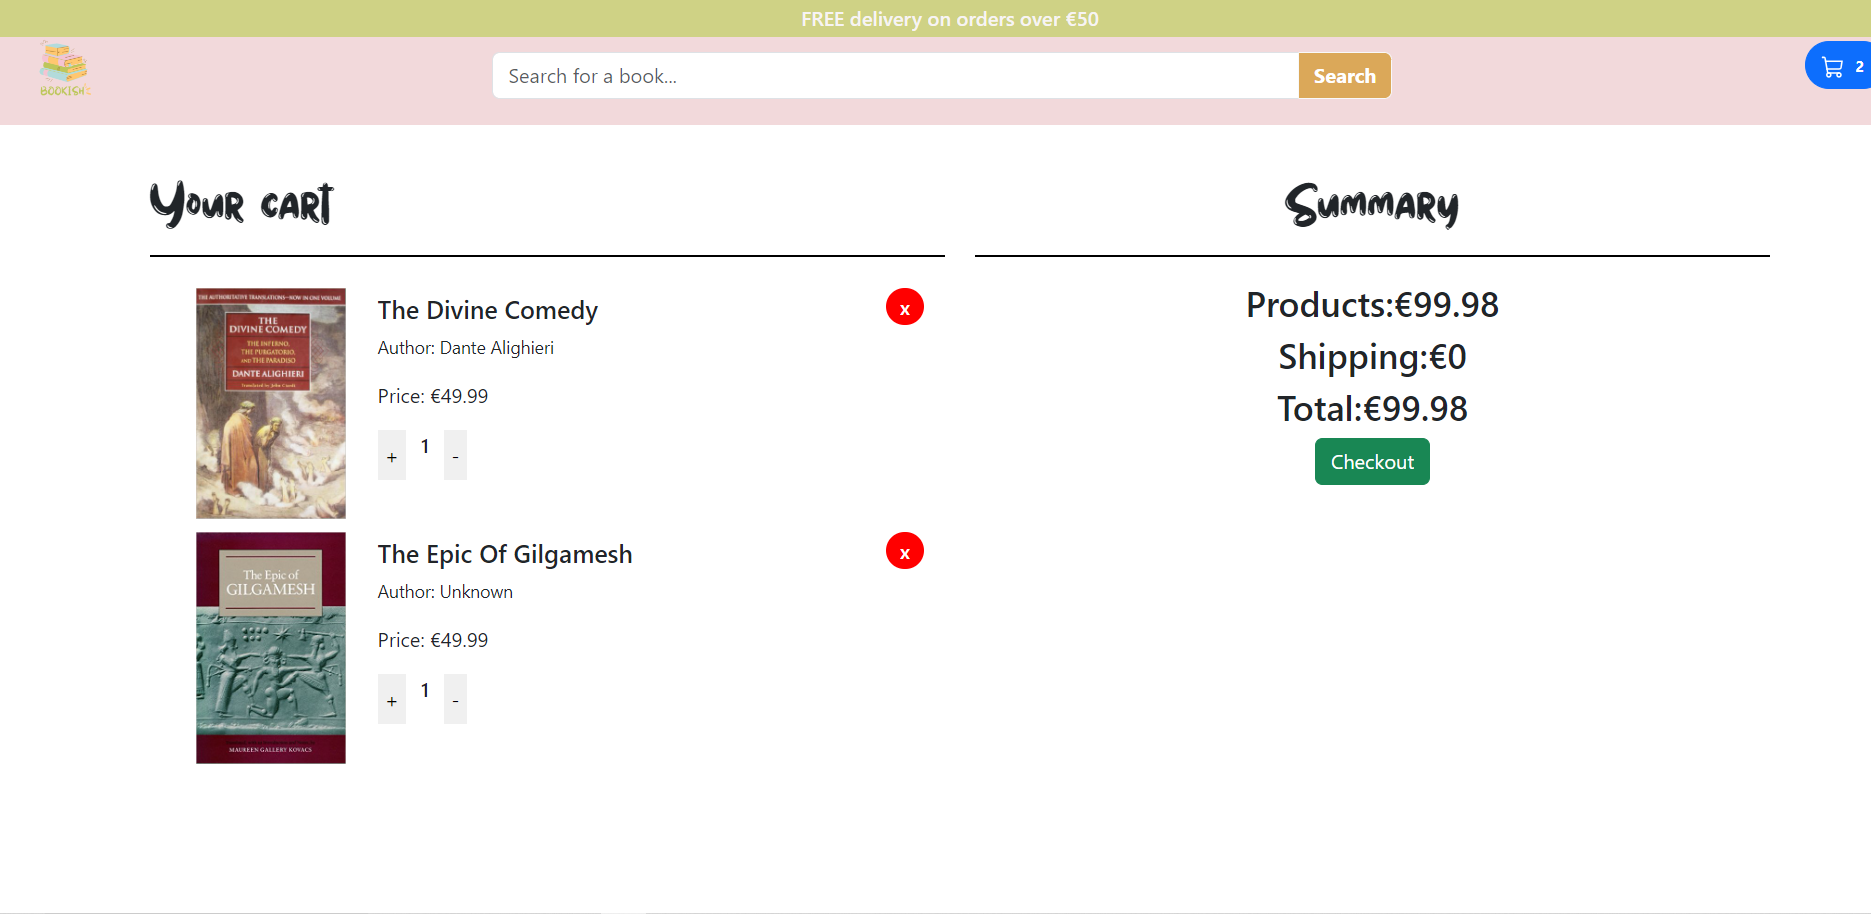 FREE delivery on orders over €50
BOOKISH
Search for a book...
Search
2
Your cart
Summary
THE AUTHORITATIVE TRANSLATIONS—NOW IN ONE VOLUME
THE
DIVINE COMEDY
THE INFERNO,
THE PURGATORIO,
AND THE PARADISO
DANTE ALIGHIERI
Translated by John Ciardi
The Divine Comedy
x
Author: Dante Alighieri
Price: €49.99
+ 1 -
The Epic of
GILGAMESH
MAUREEN GALLERY KOVACS
The Epic Of Gilgamesh
x
Author: Unknown
Price: €49.99
+ 1 -
Products:€99.98
Shipping:€0
Total:€99.98
Checkout